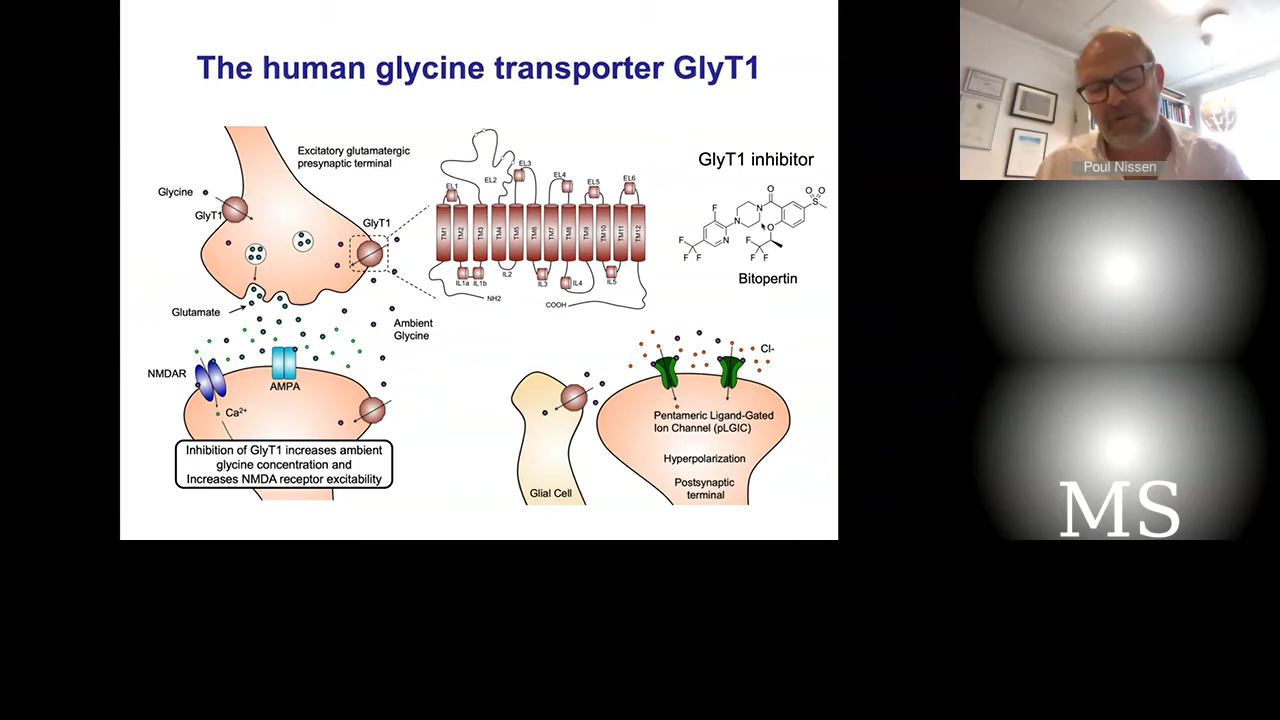 The human glycine transporter GlyT1
Excitatory glutamatergic
presynaptic terminal
Glycine
GlyT1
GlyT1
Glutamate
Ambient
Glycine
NMDAR
AMPA
Ca²⁺
Inhibition of GlyT1 increases ambient
glycine concentration and
Increases NMDA receptor excitability
EL1
EL2
EL3
EL4
EL5
EL6
TM1
TM2
TM3
TM4
TM5
TM6
TM7
TM8
TM9
TM10
TM11
TM12
IL1a
IL1b
IL2
IL3
IL4
IL5
NH2
COOH
GlyT1 inhibitor
O
O
O
S
F
N
N
O
F
F
F
N
F
F
F
Bitopertin
Cl-
Pentameric Ligand-Gated
Ion Channel (pLGIC)
Hyperpolarization
Postsynaptic
terminal
Glial Cell
Poul Nissen
MS